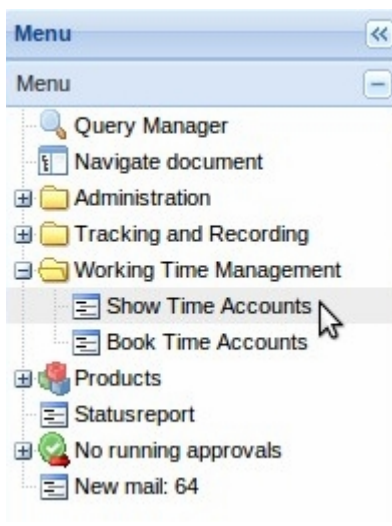 Menu
Menu
Query Manager
Navigate document
Administration
Tracking and Recording
Working Time Management
Show Time Accounts
Book Time Accounts
Products
Statusreport
No running approvals
New mail: 64